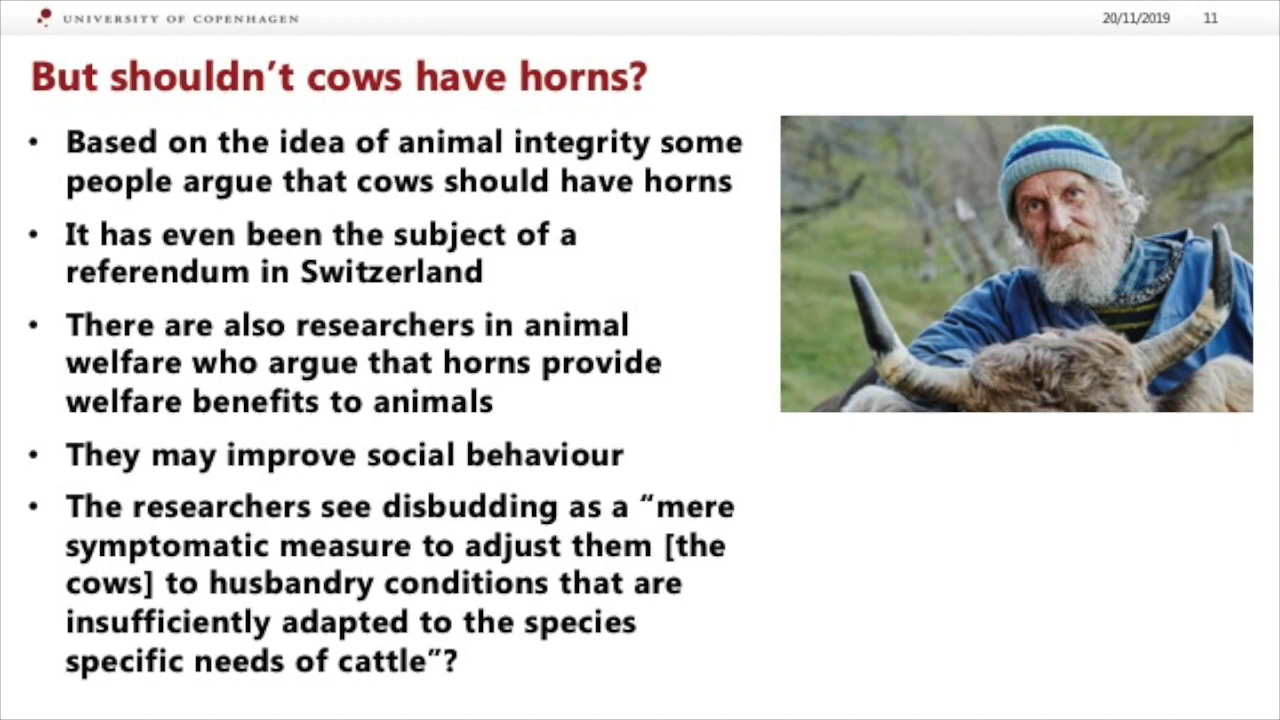 UNIVERSITY OF COPENHAGEN
20/11/2019 11
But shouldn’t cows have horns?
• Based on the idea of animal integrity some
people argue that cows should have horns
• It has even been the subject of a
referendum in Switzerland
• There are also researchers in animal
welfare who argue that horns provide
welfare benefits to animals
• They may improve social behaviour
• The researchers see disbudding as a “mere
symptomatic measure to adjust them [the
cows] to husbandry conditions that are
insufficiently adapted to the species
specific needs of cattle”?